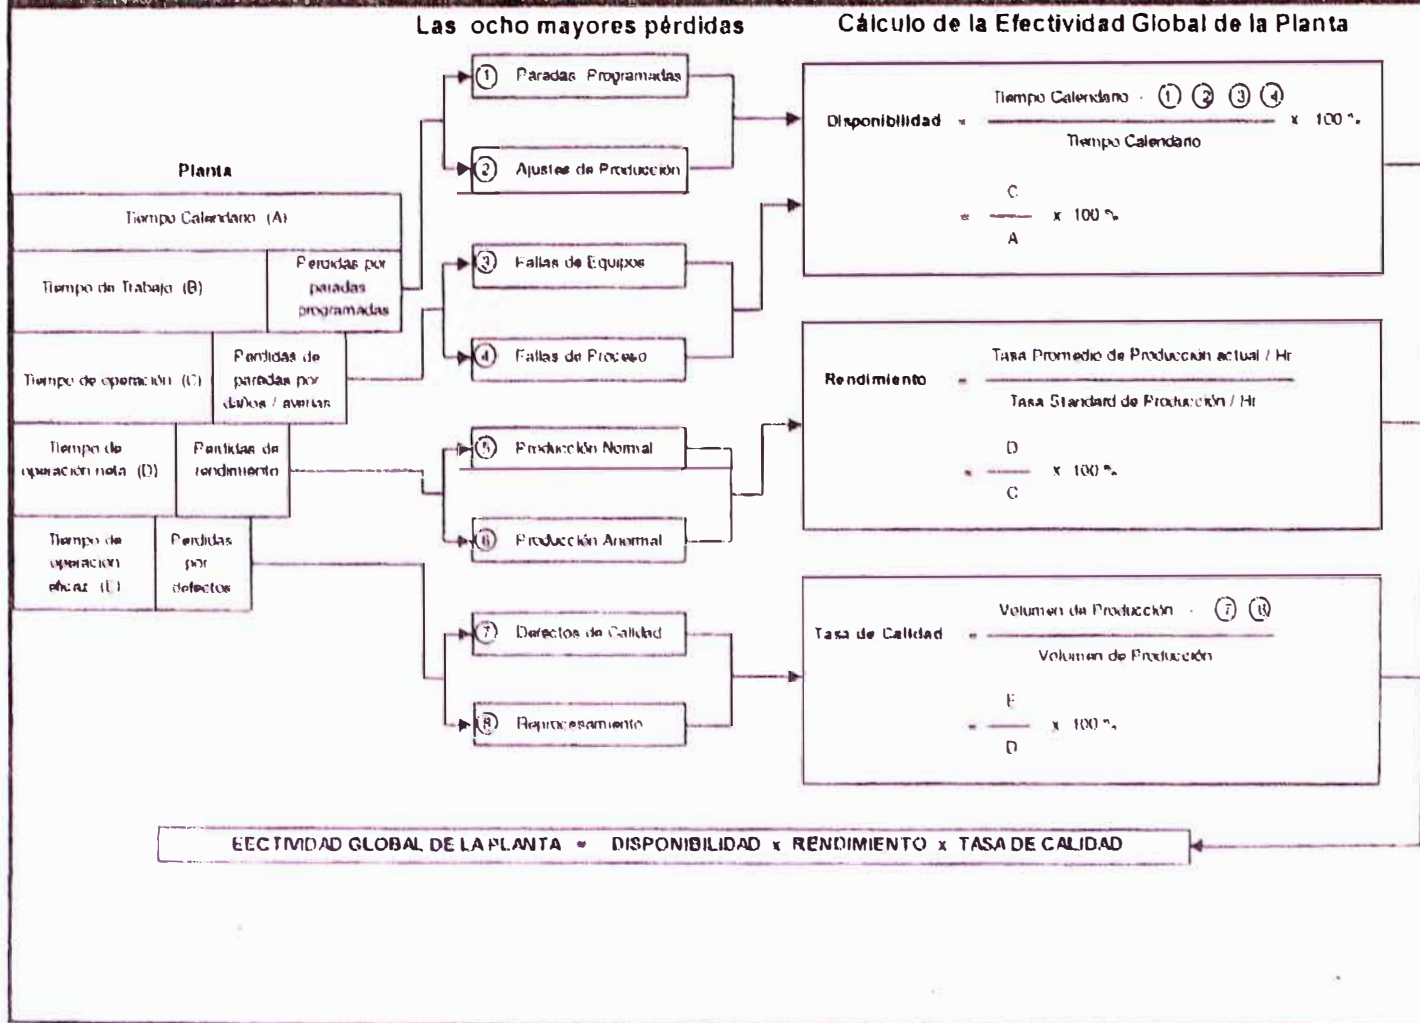 Las ocho mayores pérdidas
Cálculo de la Efectividad Global de la Planta
Planta
Tiempo Calendario (A)
Tiempo de Trabajo (B)
Perdidas por
paradas
programadas
Tiempo de operación (C)
Perdidas de
paradas por
daños / averias
Tiempo de
operación neta (D)
Perdidas de
rendimiento
Tiempo de
operación
eficaz (E)
Perdidas
por
defectos
1 Paradas Programadas
2 Ajustes de Producción
3 Fallas de Equipos
4 Fallas de Proceso
5 Producción Normal
6 Producción Anormal
7 Defectos de Calidad
8 Reprocesamiento
Disponibilidad = Tiempo Calendario - 1 2 3 4 x 100 %
Tiempo Calendario
= C x 100 %
A
Rendimiento = Tasa Promedio de Producción actual / Hr
Tasa Standard de Producción / Hr
= D x 100 %
C
Tasa de Calidad = Volumen de Producción - 7 8
Volumen de Producción
= E x 100 %
D
EECTIVIDAD GLOBAL DE LA PLANTA = DISPONIBILIDAD x RENDIMIENTO x TASA DE CALIDAD